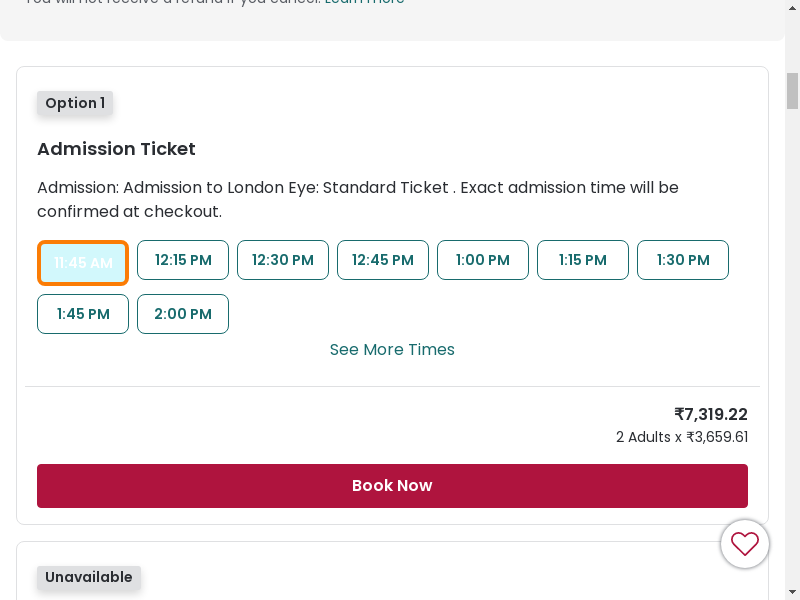 You will not receive a refund if you cancel. Learn more
Option 1
Admission Ticket
Admission: Admission to London Eye: Standard Ticket . Exact admission time will be
confirmed at checkout.
11:45 AM 12:15 PM 12:30 PM 12:45 PM 1:00 PM 1:15 PM 1:30 PM
1:45 PM 2:00 PM
See More Times
₹7,319.22
2 Adults x ₹3,659.61
Book Now
Unavailable